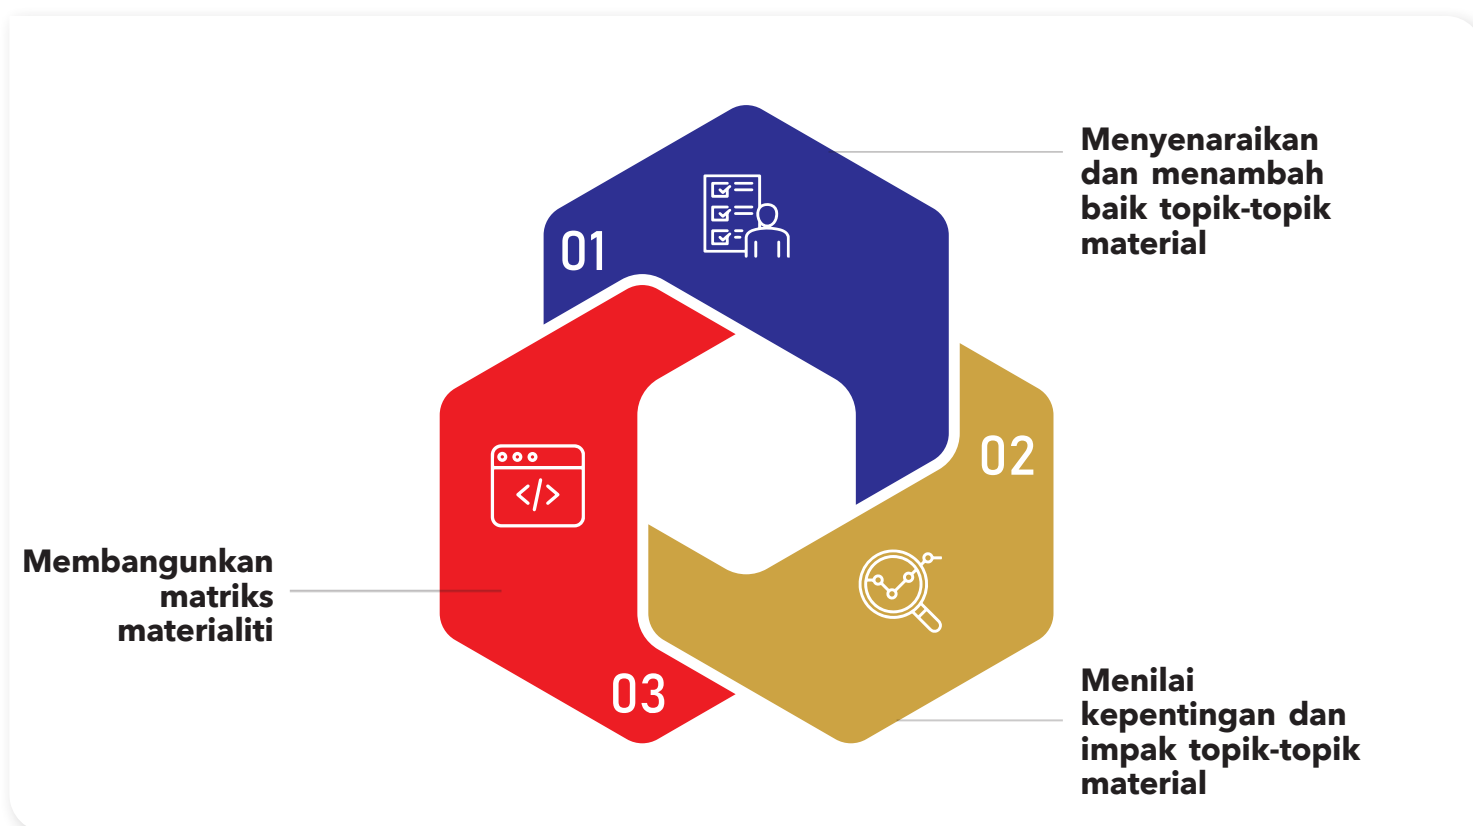 01
Menyenaraikan
dan menambah
baik topik-topik
material
02
Menilai
kepentingan dan
impak topik-topik
material
03
Membangunkan
matriks
materialiti
</>